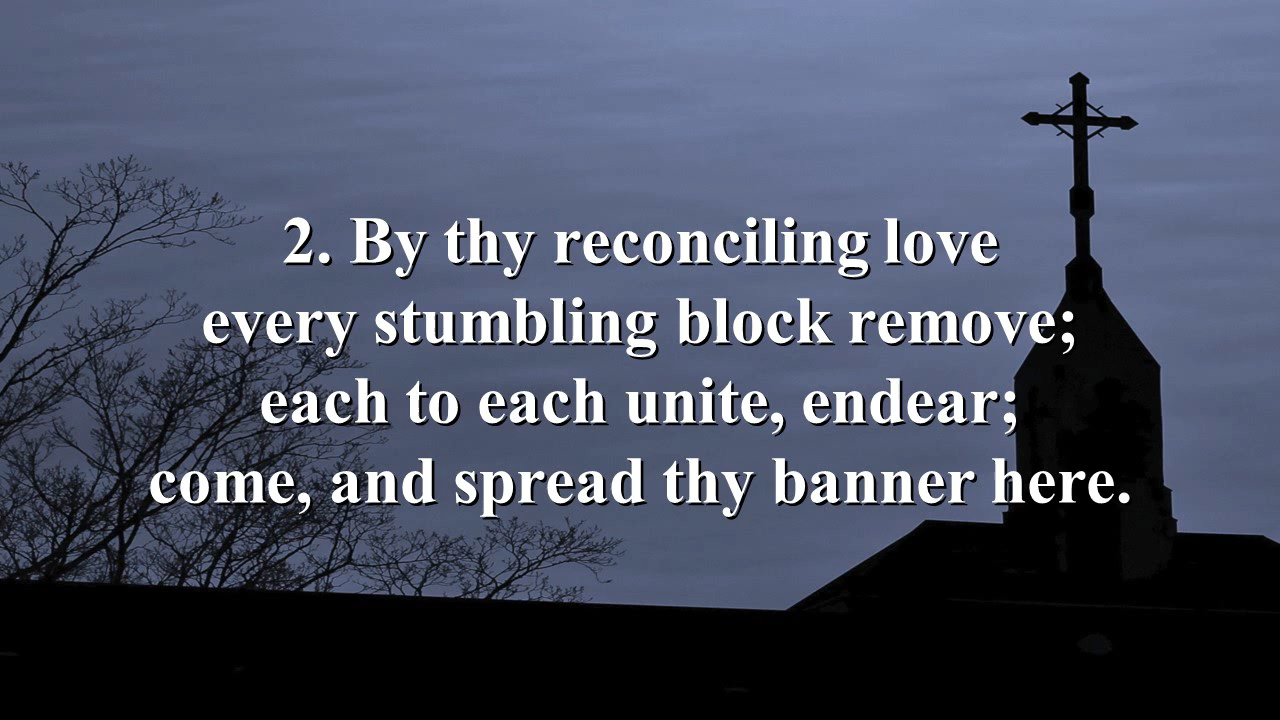 2. By thy reconciling love
every stumbling block remove;
each to each unite, endear;
come, and spread thy banner here.